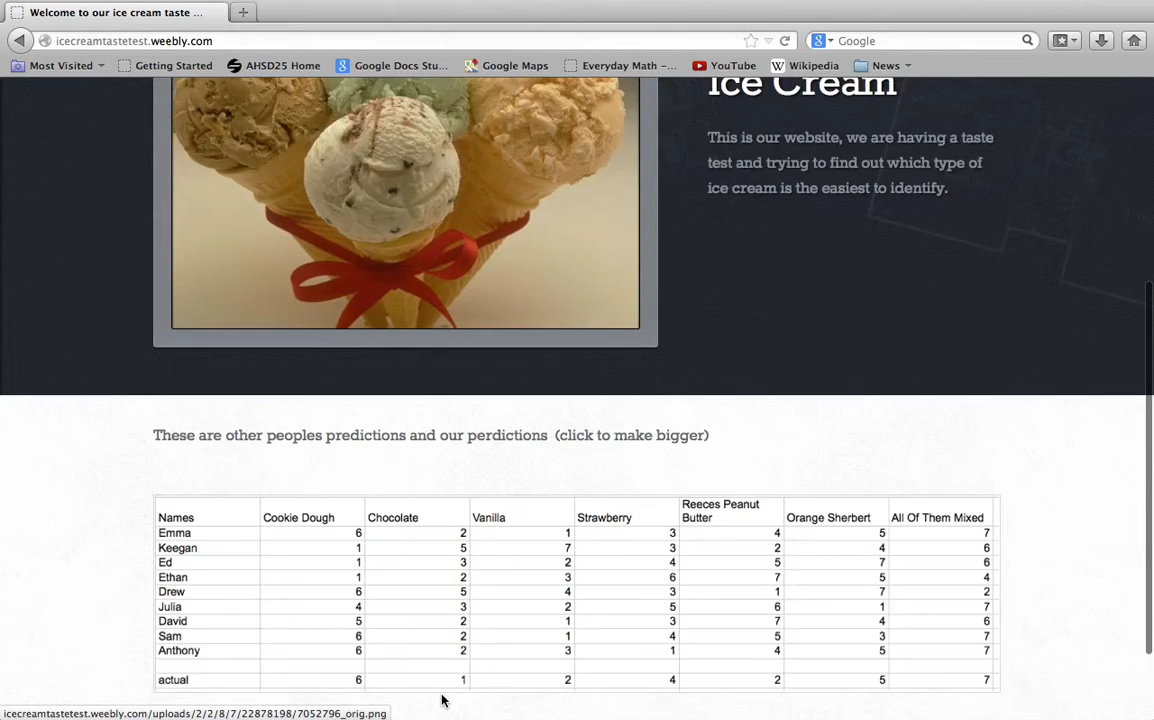 Welcome to our ice cream taste ...
icecreamtastetest.weebly.com
Google
Most Visited Getting Started AHSD25 Home Google Docs Stu... Google Maps Everyday Math –... YouTube Wikipedia News
Ice Cream
This is our website, we are having a taste
test and trying to find out which type of
ice cream is the easiest to identify.
These are other peoples predictions and our perdictions (click to make bigger)
Names Cookie Dough Chocolate Vanilla Strawberry Reeces Peanut Butter Orange Sherbert All Of Them Mixed
Emma 6 2 1 3 4 5 7
Keegan 1 5 7 3 2 4 6
Ed 1 3 2 4 5 7 6
Ethan 1 2 3 6 7 5 4
Drew 6 5 4 3 1 7 2
Julia 4 3 2 5 6 1 7
David 5 2 1 3 7 4 6
Sam 6 2 1 4 5 3 7
Anthony 6 2 3 1 4 5 7
actual 6 1 2 4 2 5 7
icecreamtastetest.weebly.com/uploads/2/2/8/7/22878198/7052796_orig.png